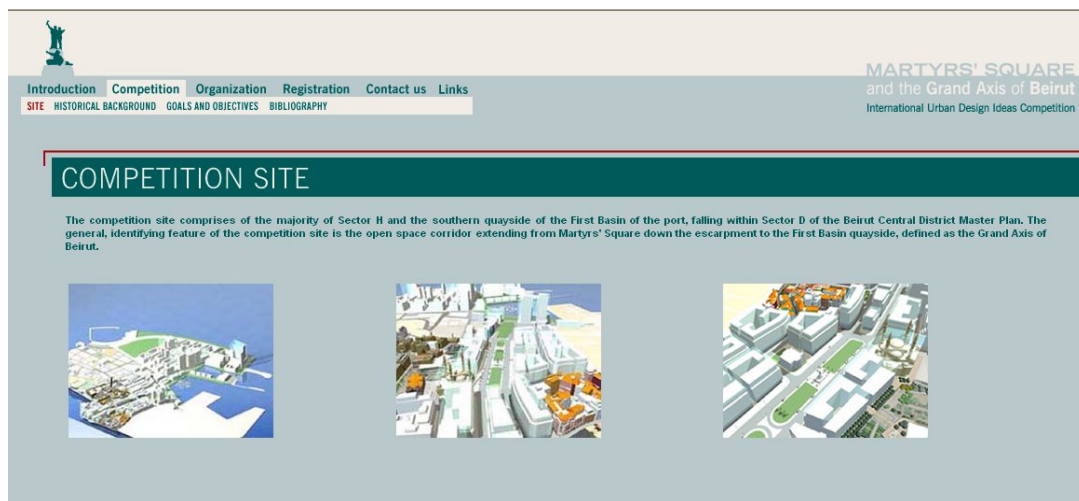 MARTYRS' SQUARE
and the Grand Axis of Beirut
International Urban Design Ideas Competition
Introduction Competition Organization Registration Contact us Links
SITE HISTORICAL BACKGROUND GOALS AND OBJECTIVES BIBLIOGRAPHY
COMPETITION SITE
The competition site comprises of the majority of Sector H and the southern quayside of the First Basin of the port, falling within Sector D of the Beirut Central District Master Plan. The
general, identifying feature of the competition site is the open space corridor extending from Martyrs' Square down the escarpment to the First Basin quayside, defined as the Grand Axis of
Beirut.